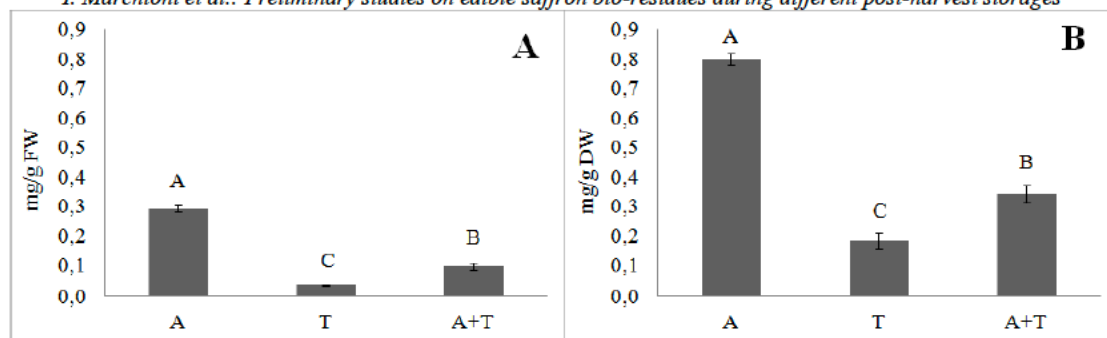 I. Marchioni et al.: Preliminary studies on edible saffron bio-residues during different post-harvest storages
A
mg/g FW
0,9
0,8
0,7
0,6
0,5
0,4
0,3
0,2
0,1
0,0
A
C
B
A
T
A+T
B
mg/g DW
0,9
0,8
0,7
0,6
0,5
0,4
0,3
0,2
0,1
0,0
A
C
B
A
T
A+T